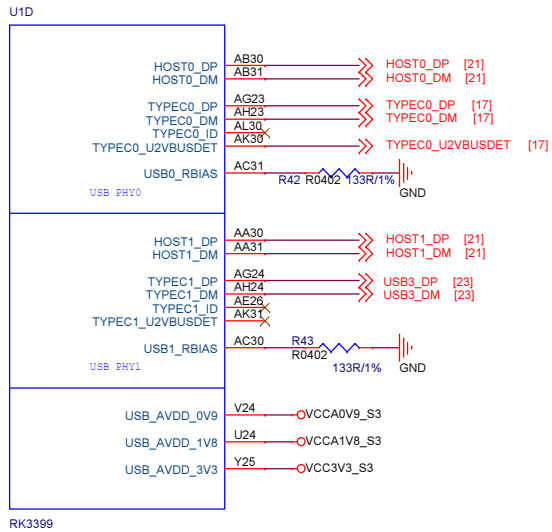 U1D
HOST0_DP AB30 HOST0_DP [21]
HOST0_DM AB31 HOST0_DM [21]
TYPEC0_DP AG23 TYPEC0_DP [17]
TYPEC0_DM AH23 TYPEC0_DM [17]
TYPEC0_ID AL30
TYPEC0_U2VBUSDET AK30 TYPEC0_U2VBUSDET [17]
USB0_RBIAS AC31
R42 R0402 133R/1%
GND
USB PHY0
HOST1_DP AA30 HOST1_DP [21]
HOST1_DM AA31 HOST1_DM [21]
TYPEC1_DP AG24 USB3_DP [23]
TYPEC1_DM AH24 USB3_DM [23]
TYPEC1_ID AE26
TYPEC1_U2VBUSDET AK31
USB1_RBIAS AC30 R43
R0402
133R/1%
GND
USB PHY1
USB_AVDD_0V9 V24 VCCA0V9_S3
USB_AVDD_1V8 U24 VCCA1V8_S3
USB_AVDD_3V3 Y25 VCC3V3_S3
RK3399